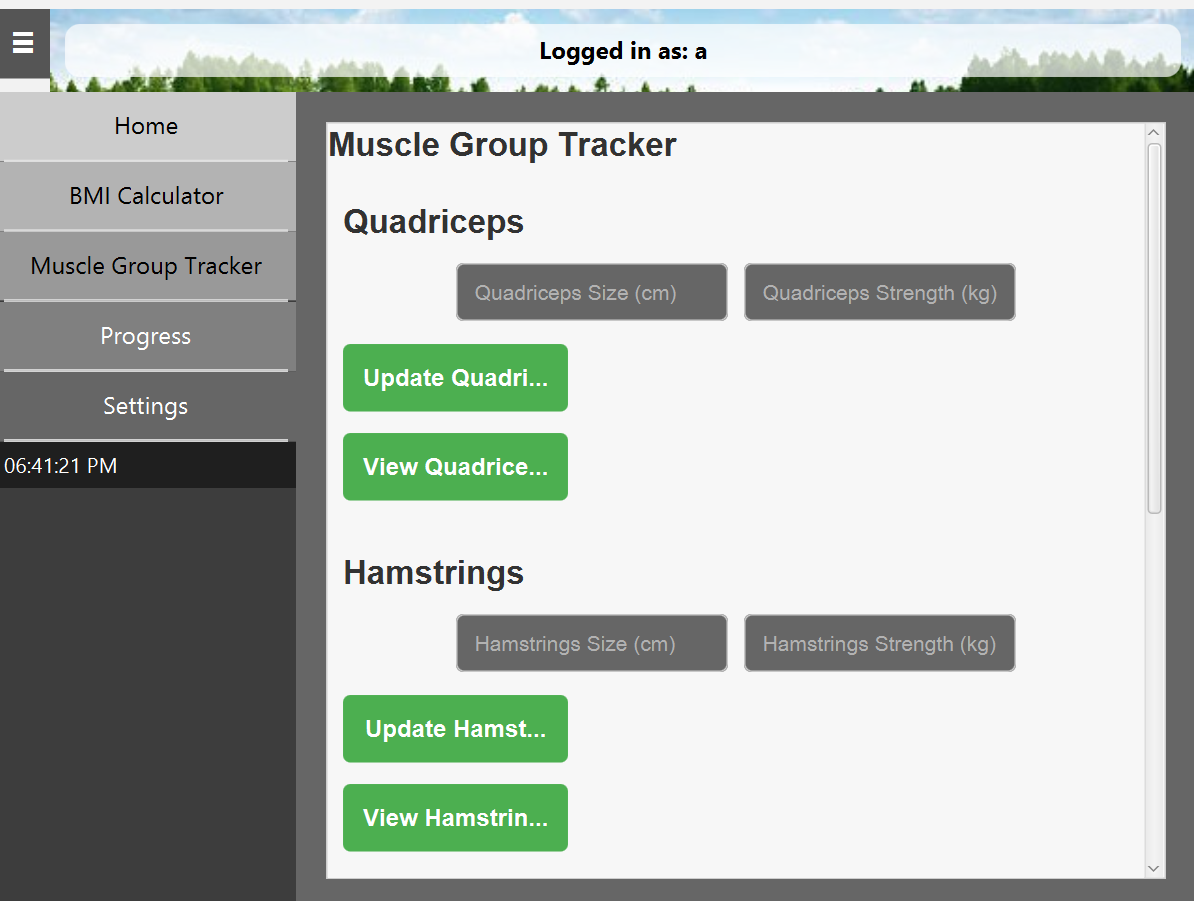 Logged in as: a
Home
BMI Calculator
Muscle Group Tracker
Progress
Settings
06:41:21 PM
Muscle Group Tracker
Quadriceps
Quadriceps Size (cm)
Quadriceps Strength (kg)
Update Quadri...
View Quadrice...
Hamstrings
Hamstrings Size (cm)
Hamstrings Strength (kg)
Update Hamst...
View Hamstrin...